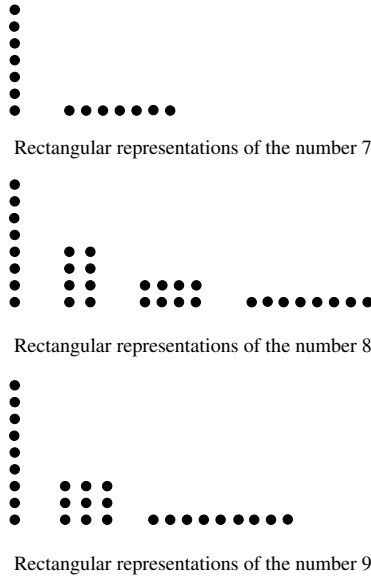 Rectangular representations of the number 7
Rectangular representations of the number 8
Rectangular representations of the number 9